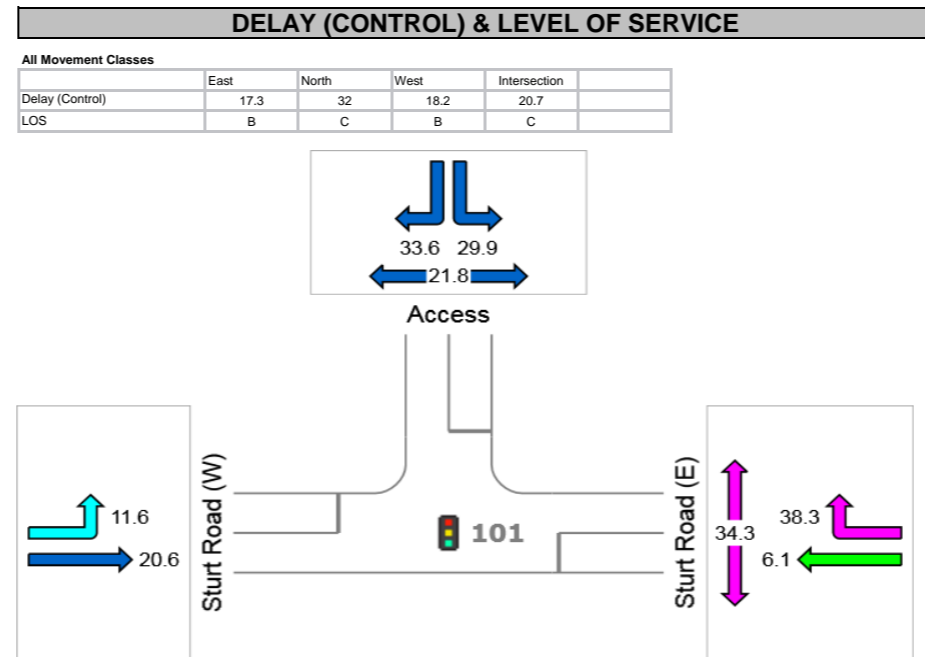 DELAY (CONTROL) & LEVEL OF SERVICE
All Movement Classes
East North West Intersection
Delay (Control) 17.3 32 18.2 20.7
LOS B C B C
33.6 29.9
21.8
Access
11.6
20.6
Sturt Road (W)
101
Sturt Road (E)
34.3
38.3
6.1